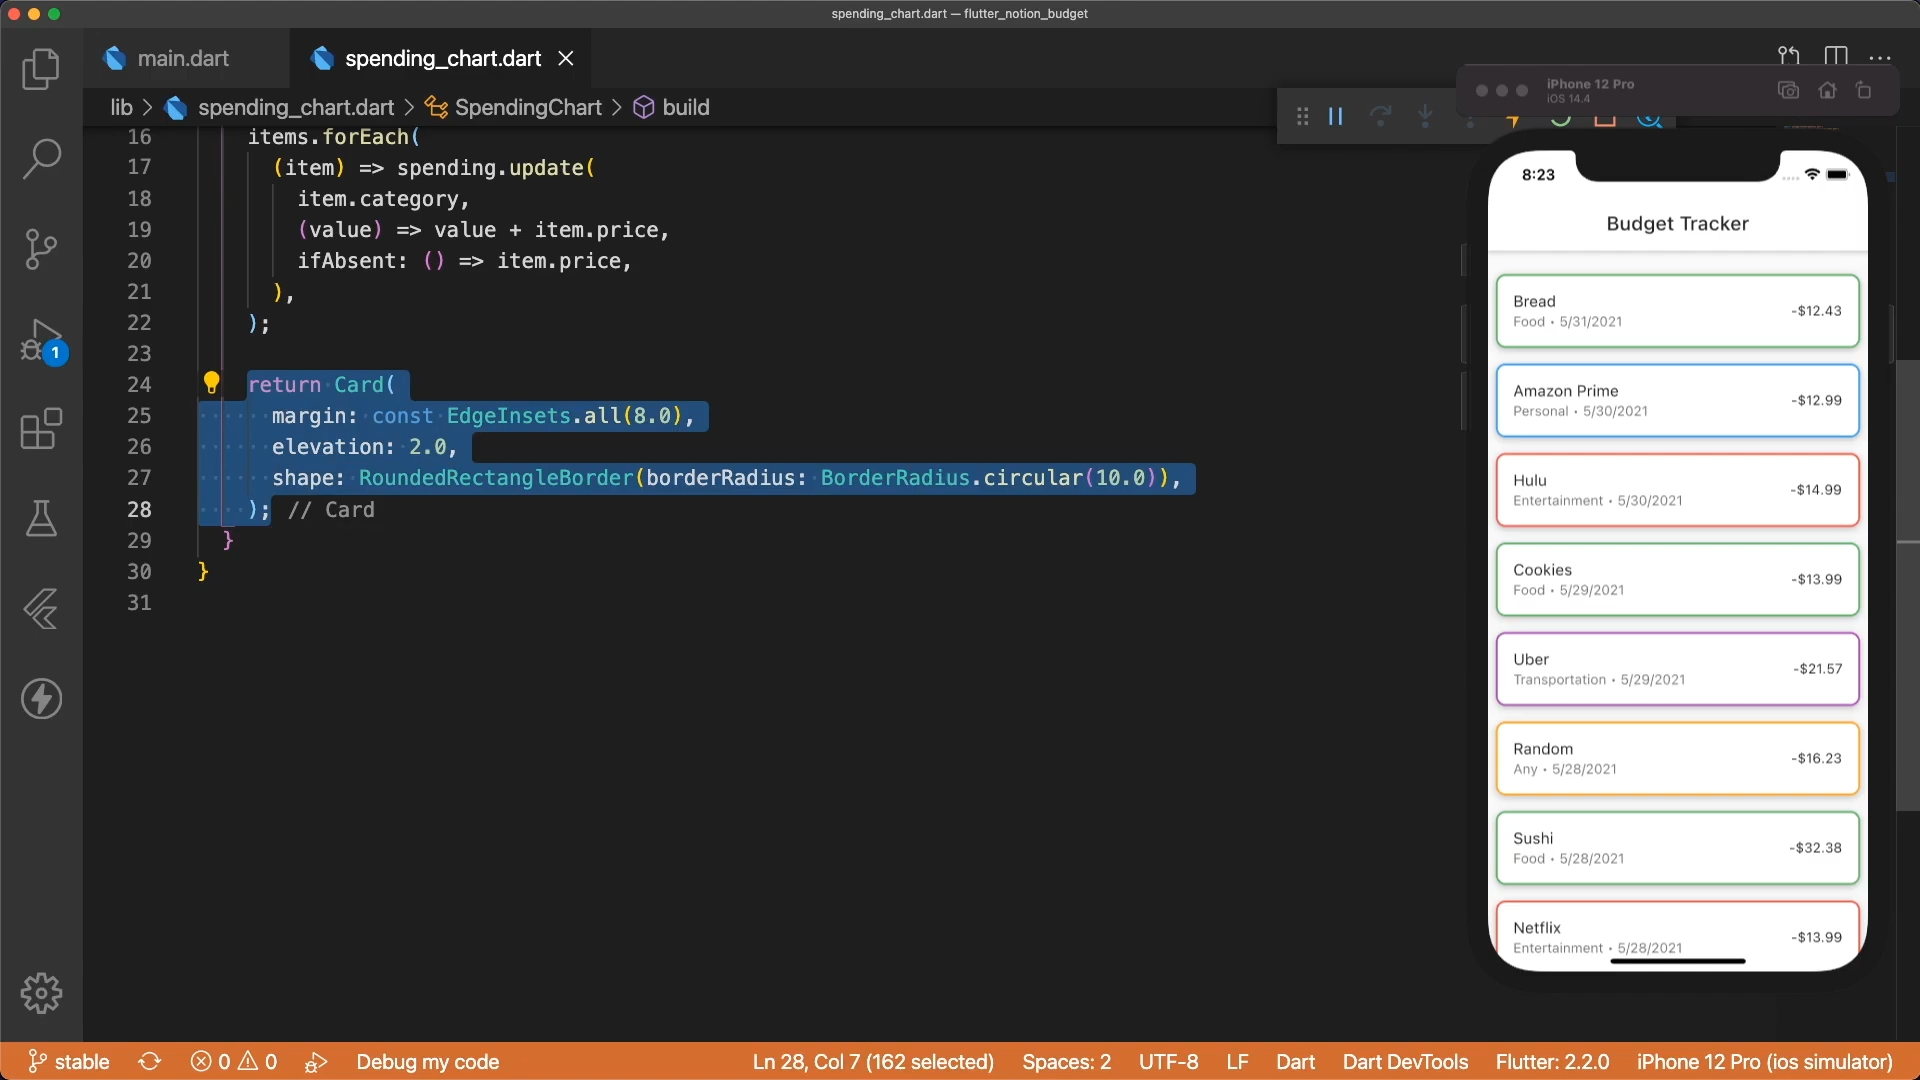 spending_chart.dart — flutter_notion_budget
main.dart
spending_chart.dart
iPhone 12 Pro
iOS 14.4
lib > spending_chart.dart > SpendingChart > build
16 items.forEach(
17 (item) => spending.update(
18 item.category,
19 (value) => value + item.price,
20 ifAbsent: () => item.price,
21 ),
22 );
23
24 return Card(
25 margin: const EdgeInsets.all(8.0),
26 elevation: 2.0,
27 shape: RoundedRectangleBorder(borderRadius: BorderRadius.circular(10.0)),
28 ); // Card
29 }
30 }
31
1
8:23
Budget Tracker
Bread
Food • 5/31/2021
-$12.43
Amazon Prime
Personal • 5/30/2021
-$12.99
Hulu
Entertainment • 5/30/2021
-$14.99
Cookies
Food • 5/29/2021
-$13.99
Uber
Transportation • 5/29/2021
-$21.57
Random
Any • 5/28/2021
-$16.23
Sushi
Food • 5/28/2021
-$32.38
Netflix
Entertainment • 5/28/2021
-$13.99
stable 0 0 Debug my code Ln 28, Col 7 (162 selected) Spaces: 2 UTF-8 LF Dart Dart DevTools Flutter: 2.2.0 iPhone 12 Pro (ios simulator)